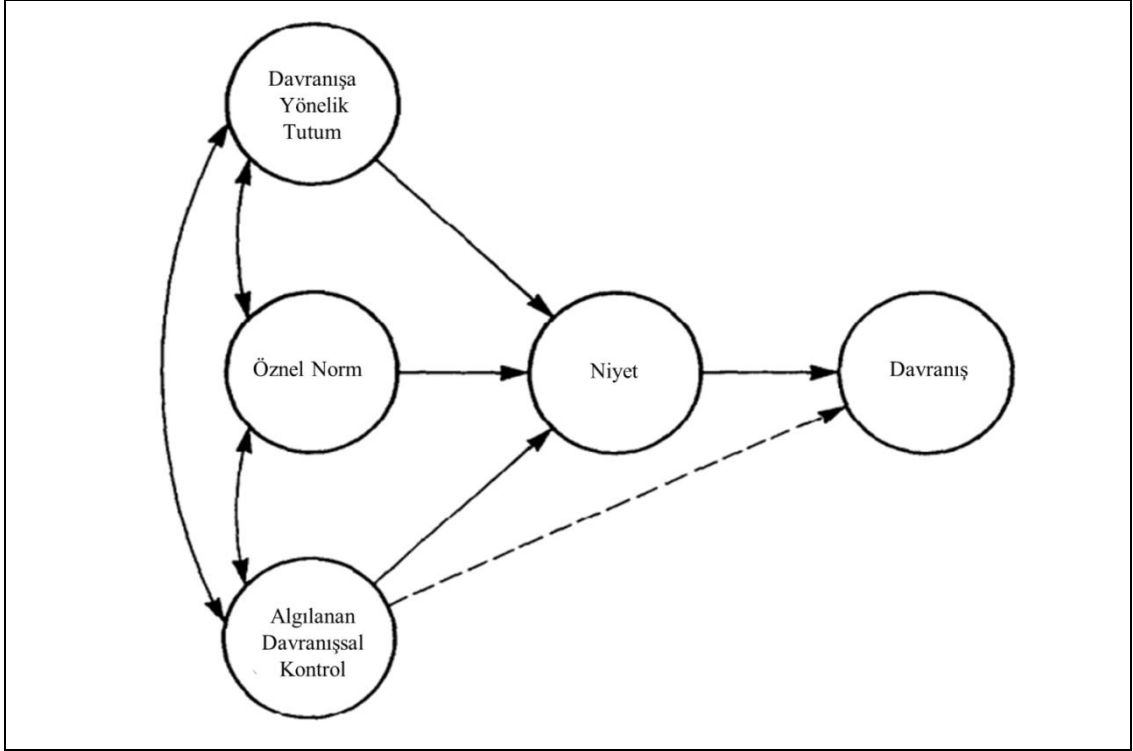 Davranışa
Yönelik
Tutum
Öznel Norm
Niyet
Davranış
Algılanan
Davranışsal
Kontrol